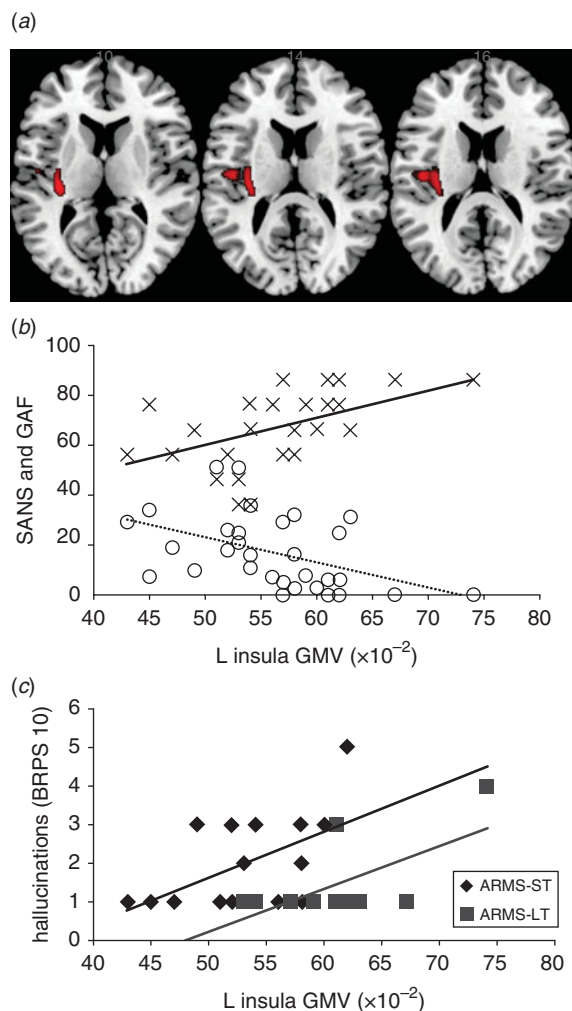 (a)
10 14 16
(b)
100
80
60
40
20
0
SANS and GAF
40 45 50 55 60 65 70 75 80
L insula GMV (×10⁻²)
(c)
6
5
4
3
2
1
0
hallucinations (BRPS 10)
ARMS-ST
ARMS-LT
40 45 50 55 60 65 70 75 80
L insula GMV (×10⁻²)